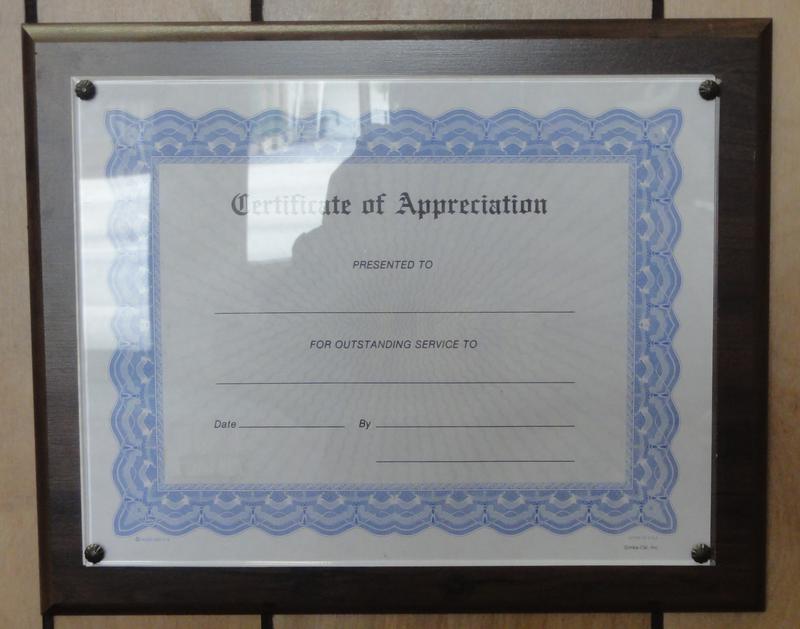 Certificate of Appreciation
PRESENTED TO
FOR OUTSTANDING SERVICE TO
Date
By